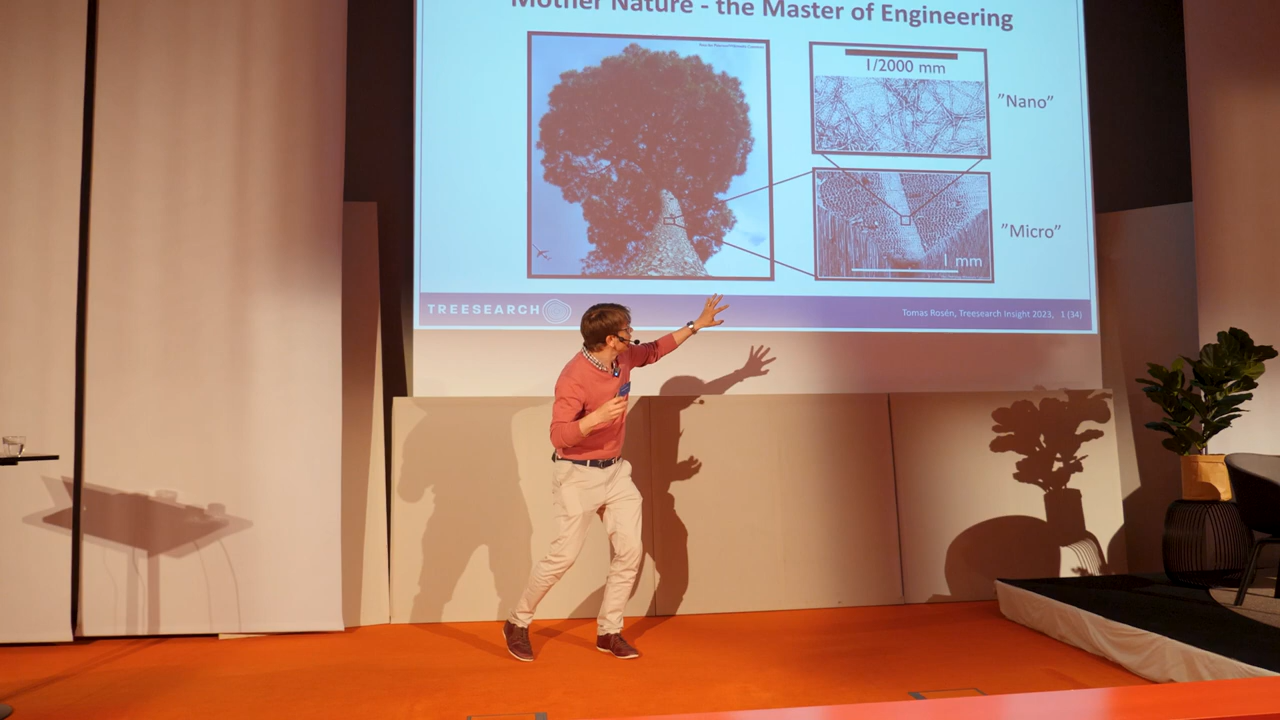 Mother Nature - the Master of Engineering
1/2000 mm
"Nano"
"Micro"
1 mm
TREESEARCH
Tomas Rosén, Treesearch Insight 2023, 1 (34)